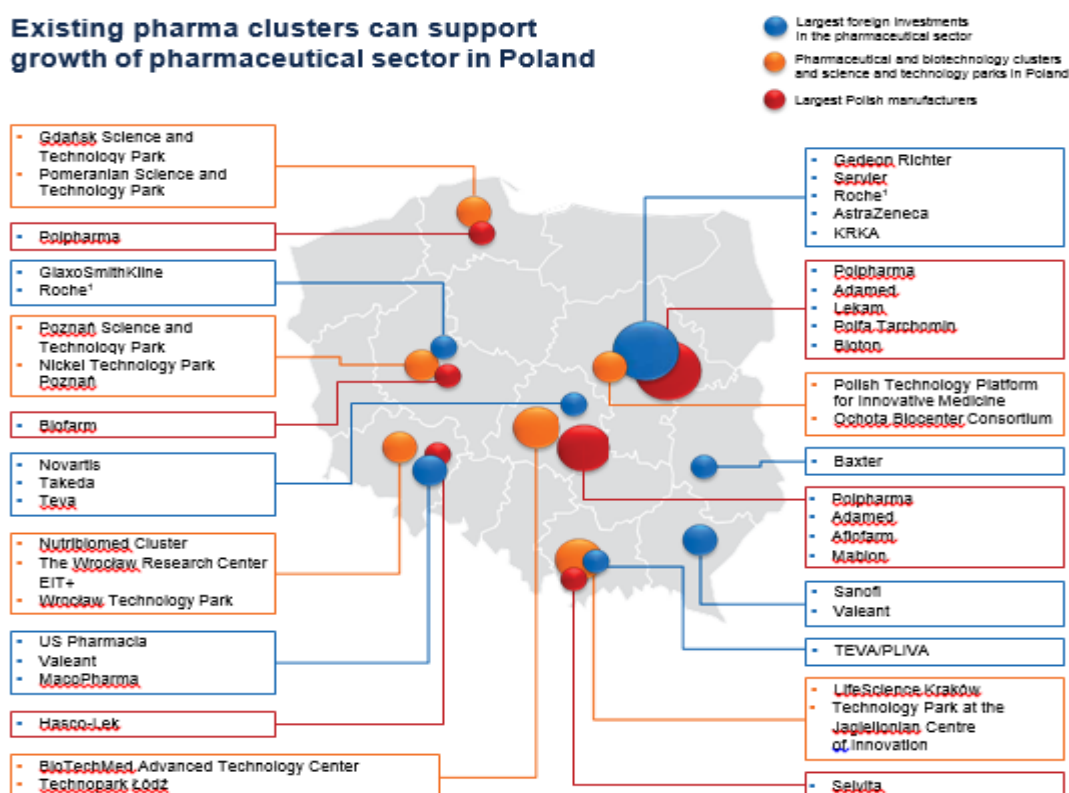 Existing pharma clusters can support
growth of pharmaceutical sector in Poland
Largest foreign investments
in the pharmaceutical sector
Pharmaceutical and biotechnology clusters
and science and technology parks in Poland
Largest Polish manufacturers
Gdańsk Science and
Technology Park
Pomeranian Science and
Technology Park
Polpharma
GlaxoSmithKline
Roche¹
Poznań Science and
Technology Park
Nickel Technology Park
Poznań
Biofarm
Novartis
Takeda
Teva
Nutribiomed Cluster
The Wrocław Research Center
EIT+
Wrocław Technology Park
US Pharmacia
Valeant
MacoPharma
Hasco-Lek
BioTechMed Advanced Technology Center
Technopark Łódź
Gedeon Richter
Servier
Roche¹
AstraZeneca
KRKA
Polpharma
Adamed
Lekam
Polfa Tarchomin
Bioton
Polish Technology Platform
for Innovative Medicine
Ochota Biocenter Consortium
Baxter
Polpharma
Adamed
Aflofarm
Mabion
Sanofi
Valeant
TEVA/PLIVA
LifeScience Kraków
Technology Park at the
Jagiellonian Centre
of Innovation
Selvita